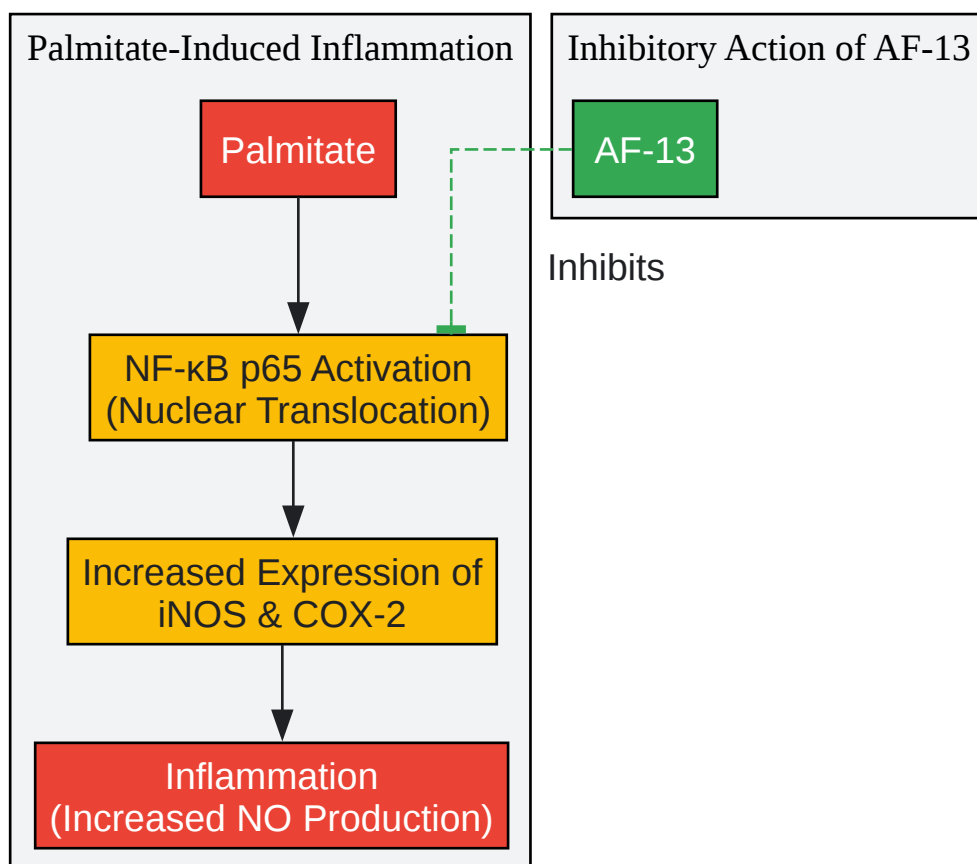 Palmitate-Induced Inflammation
Inhibitory Action of AF-13
Palmitate
AF-13
Inhibits
NF-κB p65 Activation
(Nuclear Translocation)
Increased Expression of
iNOS & COX-2
Inflammation
(Increased NO Production)